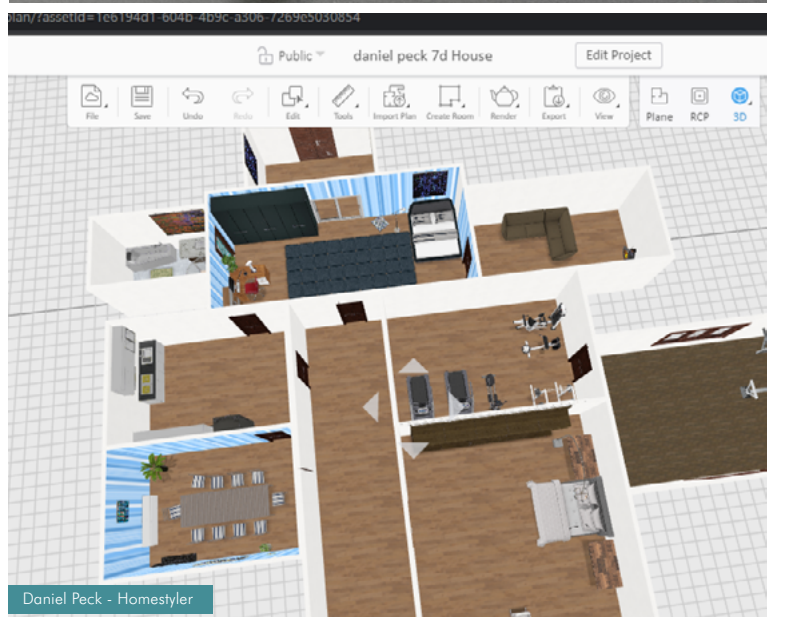 plan/?assetId=1e6194d1-604b-4b9c-a306-7269e5030854
Public daniel peck 7d House Edit Project
File Save Undo Redo Edit Tools Import Plan Create Room Render Export View Plane RCP 3D
Daniel Peck - Homestyler